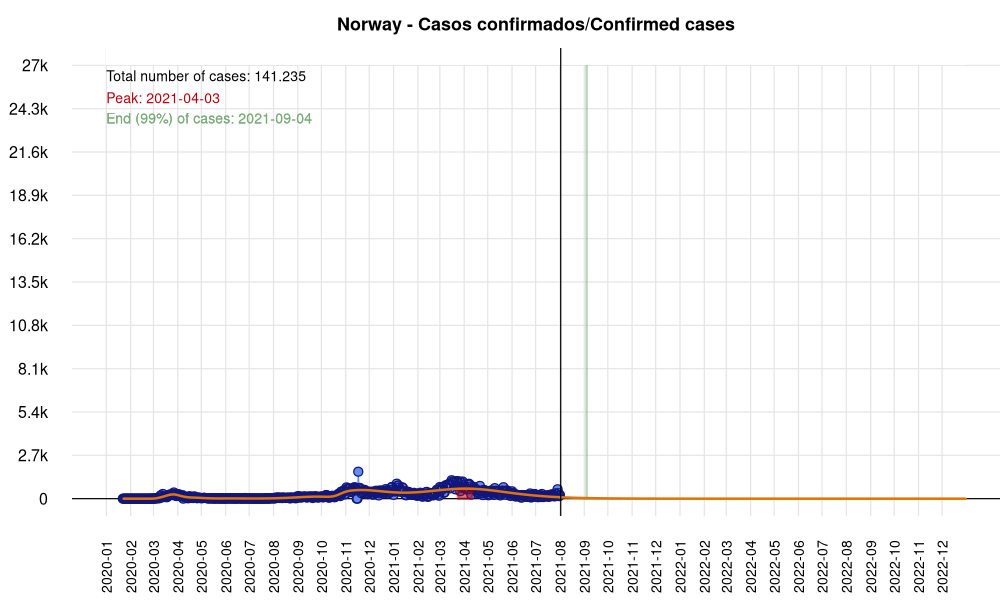 Norway - Casos confirmados/Confirmed cases
Total number of cases: 141.235
Peak: 2021-04-03
End (99%) of cases: 2021-09-04
27k
24.3k
21.6k
18.9k
16.2k
13.5k
10.8k
8.1k
5.4k
2.7k
0
2020-01
2020-02
2020-03
2020-04
2020-05
2020-06
2020-07
2020-08
2020-09
2020-10
2020-11
2020-12
2021-01
2021-02
2021-03
2021-04
2021-05
2021-06
2021-07
2021-08
2021-09
2021-10
2021-11
2021-12
2022-01
2022-02
2022-03
2022-04
2022-05
2022-06
2022-07
2022-08
2022-09
2022-10
2022-11
2022-12